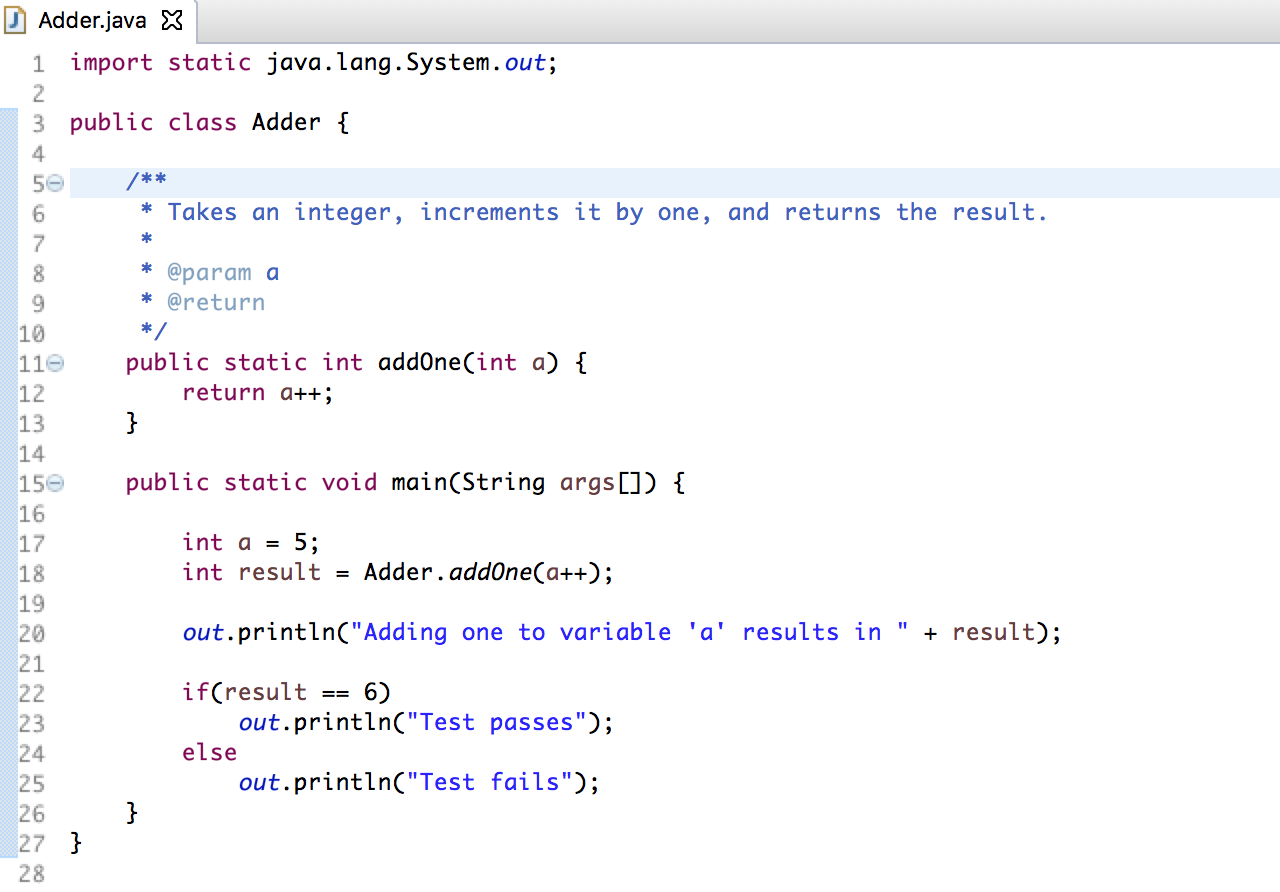 Adder.java
1 import static java.lang.System.out;
2
3 public class Adder {
4
5     /**
6      * Takes an integer, increments it by one, and returns the result.
7      *
8      * @param a
9      * @return
10      */
11     public static int addOne(int a) {
12         return a++;
13     }
14
15     public static void main(String args[]) {
16
17         int a = 5;
18         int result = Adder.addOne(a++);
19
20         out.println("Adding one to variable 'a' results in " + result);
21
22         if(result == 6)
23             out.println("Test passes");
24         else
25             out.println("Test fails");
26     }
27 }
28